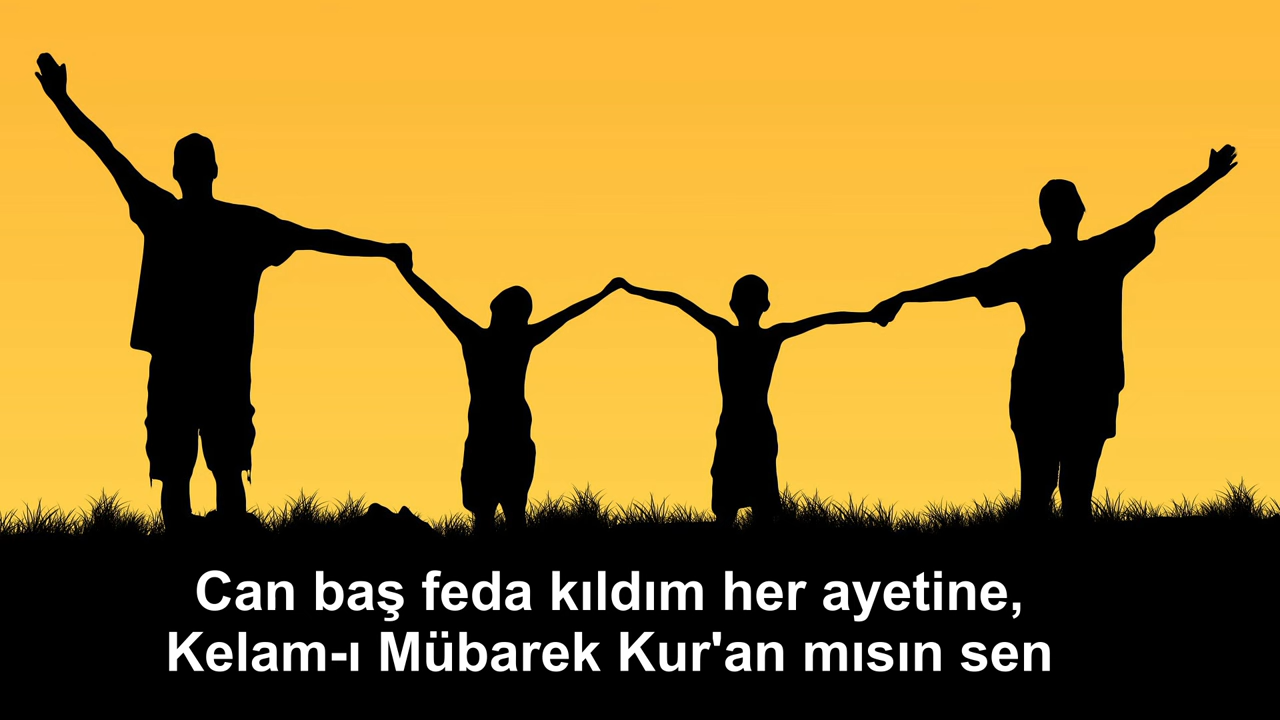 Can baş feda kıldım her ayetine,
Kelam-ı Mübarek Kur'an mısın sen